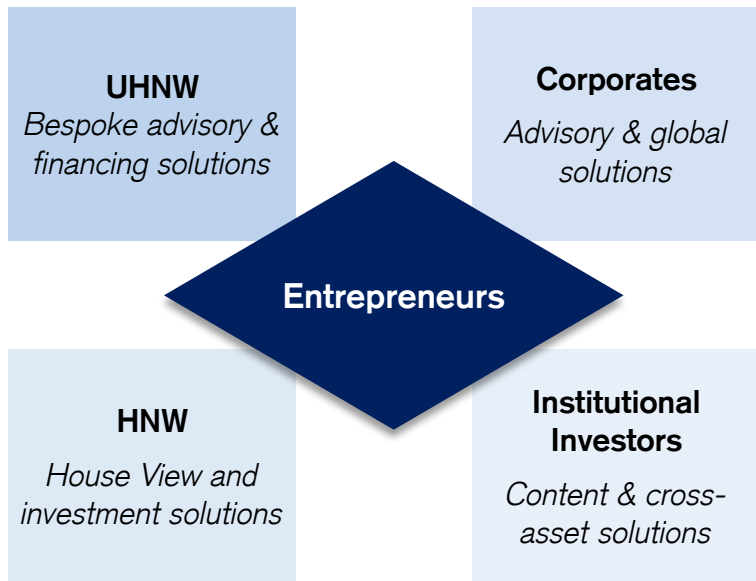 UHNW
Bespoke advisory &
financing solutions
Corporates
Advisory & global
solutions
Entrepreneurs
HNW
House View and
investment solutions
Institutional
Investors
Content & cross-
asset solutions